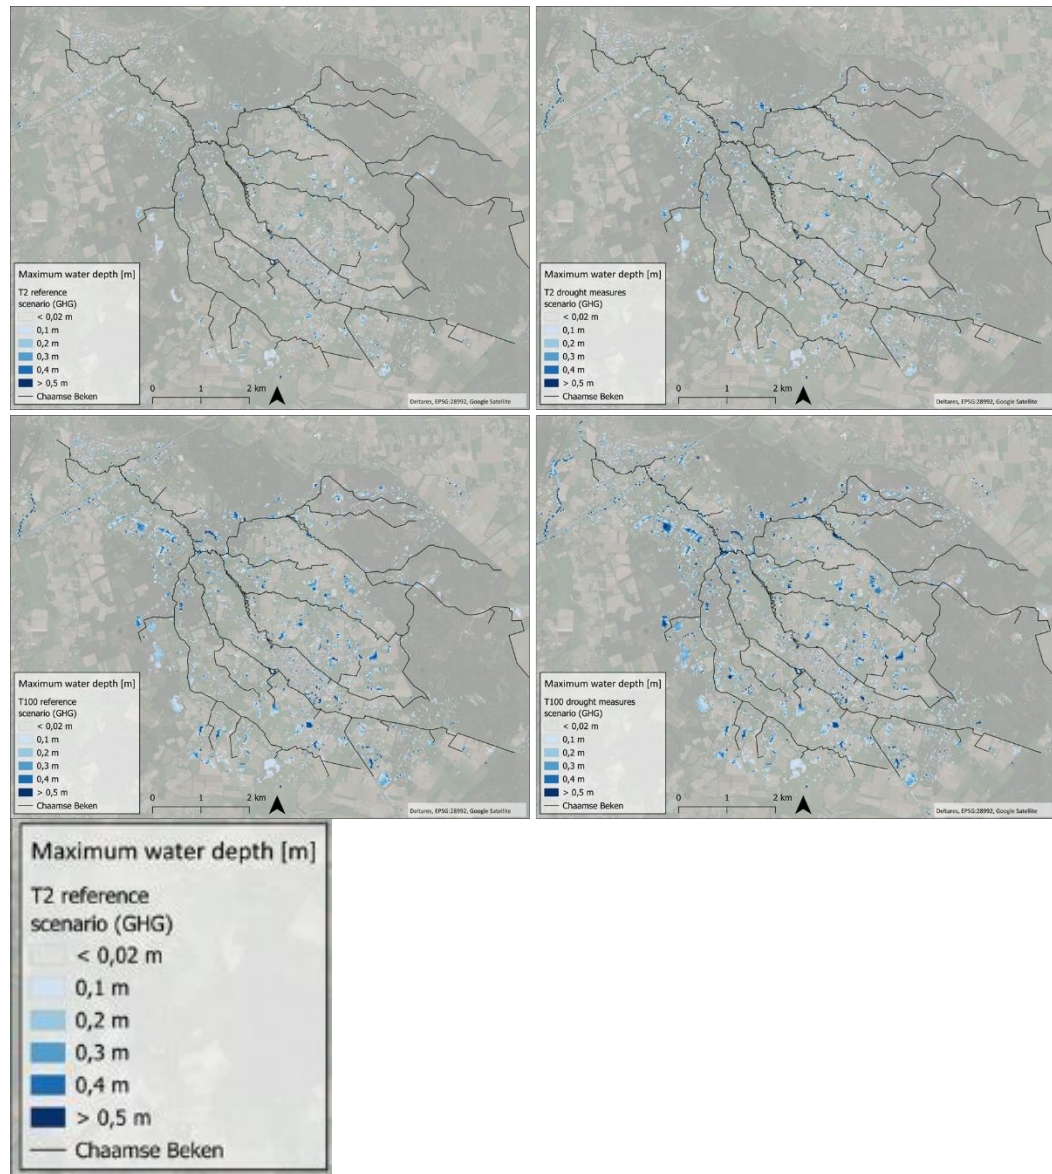 Maximum water depth [m]
T2 reference
scenario (GHG)
< 0,02 m
0,1 m
0,2 m
0,3 m
0,4 m
> 0,5 m
Chaamse Beken
0 1 2 km
Deltares, EPSG:28992, Google Satellite
Maximum water depth [m]
T2 drought measures
scenario (GHG)
< 0,02 m
0,1 m
0,2 m
0,3 m
0,4 m
> 0,5 m
Chaamse Beken
0 1 2 km
Deltares, EPSG:28992, Google Satellite
Maximum water depth [m]
T100 reference
scenario (GHG)
< 0,02 m
0,1 m
0,2 m
0,3 m
0,4 m
> 0,5 m
Chaamse Beken
0 1 2 km
Deltares, EPSG:28992, Google Satellite
Maximum water depth [m]
T100 drought measures
scenario (GHG)
< 0,02 m
0,1 m
0,2 m
0,3 m
0,4 m
> 0,5 m
Chaamse Beken
0 1 2 km
Deltares, EPSG:28992, Google Satellite
Maximum water depth [m]
T2 reference
scenario (GHG)
< 0,02 m
0,1 m
0,2 m
0,3 m
0,4 m
> 0,5 m
Chaamse Beken